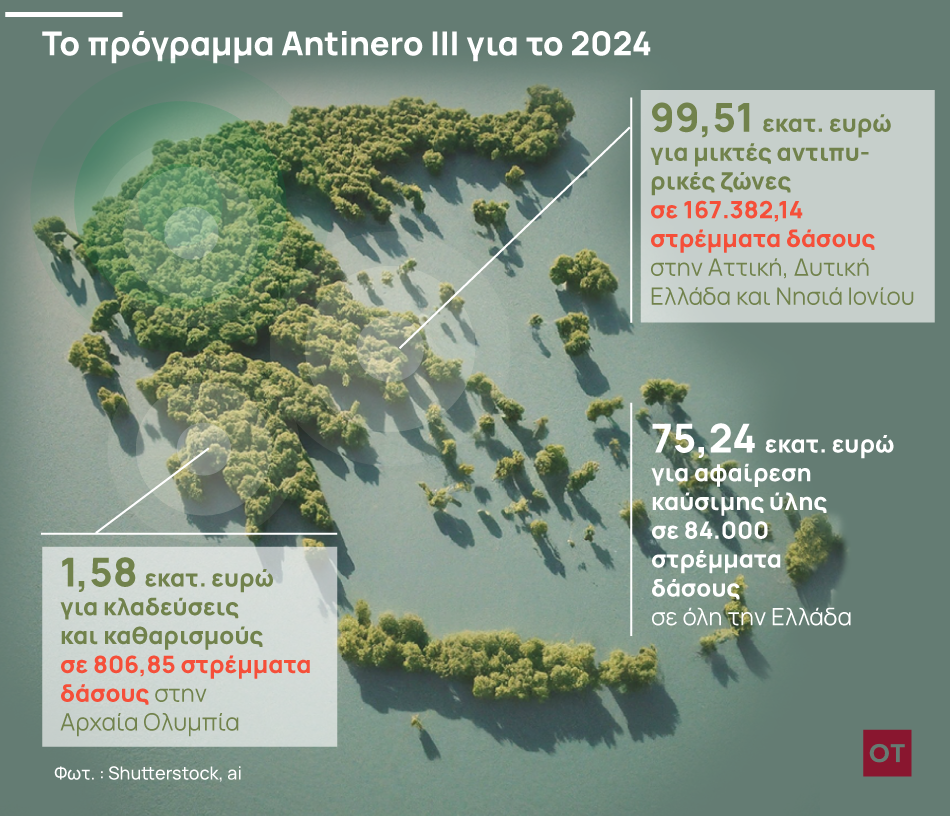 Το πρόγραμμα Antinero III για το 2024
99,51 εκατ. ευρώ
για μικτές αντιπυ-
ρικές ζώνες
σε 167.382,14
στρέμματα δάσους
στην Αττική, Δυτική
Ελλάδα και Νησιά Ιονίου
75,24 εκατ. ευρώ
για αφαίρεση
καύσιμης ύλης
σε 84.000
στρέμματα
δάσους
σε όλη την Ελλάδα
1,58 εκατ. ευρώ
για κλαδεύσεις
και καθαρισμούς
σε 806,85 στρέμματα
δάσους στην
Αρχαία Ολυμπία
Φωτ. : Shutterstock, ai
OT